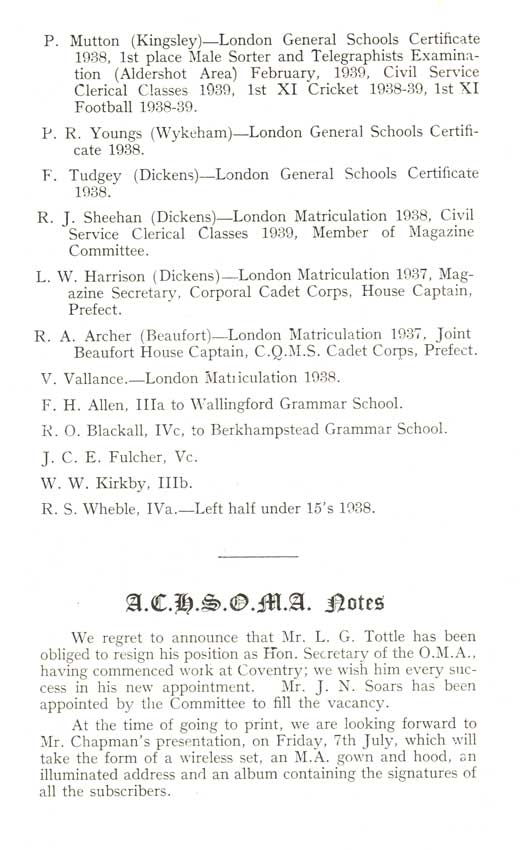 P. Mutton (Kingsley)—London General Schools Certificate
1938, 1st place Male Sorter and Telegraphists Examina-
tion (Aldershot Area) February, 1939, Civil Service
Clerical Classes 1939, 1st XI Cricket 1938-39, 1st XI
Football 1938-39.
P. R. Youngs (Wykeham)—London General Schools Certifi-
cate 1938.
F. Tudgey (Dickens)—London General Schools Certificate
1938.
R. J. Sheehan (Dickens)—London Matriculation 1938, Civil
Service Clerical Classes 1939, Member of Magazine
Committee.
L. W. Harrison (Dickens)—London Matriculation 1937, Mag-
azine Secretary, Corporal Cadet Corps, House Captain,
Prefect.
R. A. Archer (Beaufort)—London Matriculation 1937, Joint
Beaufort House Captain, C.Q.M.S. Cadet Corps, Prefect.
V. Vallance.—London Matriculation 1938.
F. H. Allen, IIIa to Wallingford Grammar School.
R. O. Blackall, IVc, to Berkhampstead Grammar School.
J. C. E. Fulcher, Vc.
W. W. Kirkby, IIIb.
R. S. Wheble, IVa.—Left half under 15's 1938.
A.C.H.S.O.M.A. Notes
We regret to announce that Mr. L. G. Tottle has been
obliged to resign his position as Hon. Secretary of the O.M.A.,
having commenced work at Coventry; we wish him every suc-
cess in his new appointment. Mr. J. N. Soars has been
appointed by the Committee to fill the vacancy.
At the time of going to print, we are looking forward to
Mr. Chapman's presentation, on Friday, 7th July, which will
take the form of a wireless set, an M.A. gown and hood, an
illuminated address and an album containing the signatures of
all the subscribers.